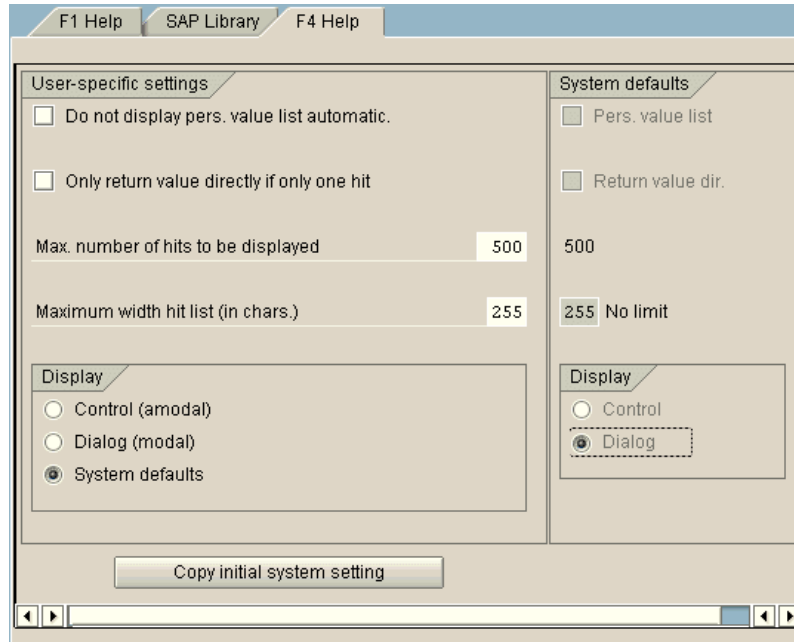 F1 Help SAP Library F4 Help
User-specific settings System defaults
Do not display pers. value list automatic. Pers. value list
Only return value directly if only one hit Return value dir.
Max. number of hits to be displayed 500 500
Maximum width hit list (in chars.) 255 255 No limit
Display Display
Control (amodal) Control
Dialog (modal) Dialog
System defaults
Copy initial system setting